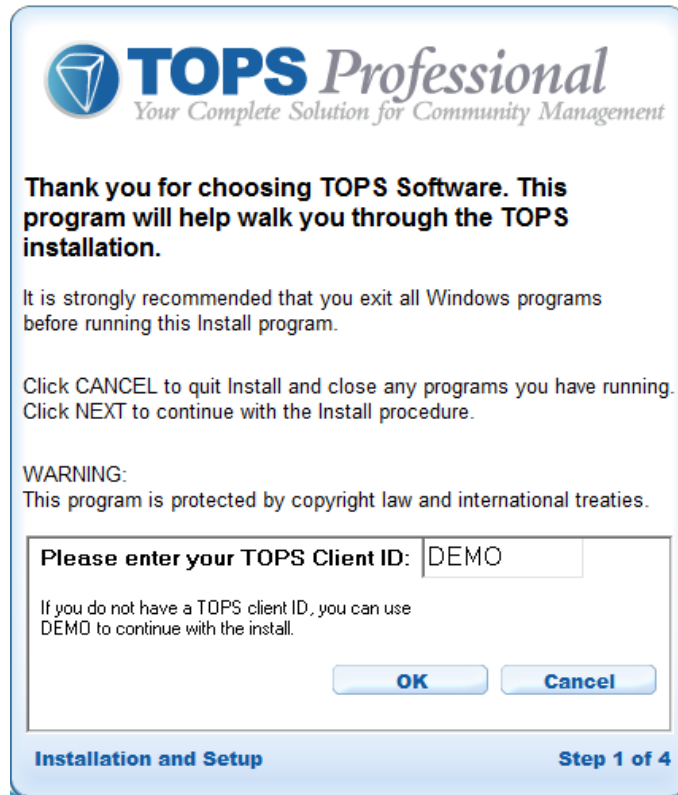 TOPS Professional
Your Complete Solution for Community Management
Thank you for choosing TOPS Software. This
program will help walk you through the TOPS
installation.
It is strongly recommended that you exit all Windows programs
before running this Install program.
Click CANCEL to quit Install and close any programs you have running.
Click NEXT to continue with the Install procedure.
WARNING:
This program is protected by copyright law and international treaties.
Please enter your TOPS Client ID: DEMO
If you do not have a TOPS client ID, you can use
DEMO to continue with the install.
OK Cancel
Installation and Setup Step 1 of 4